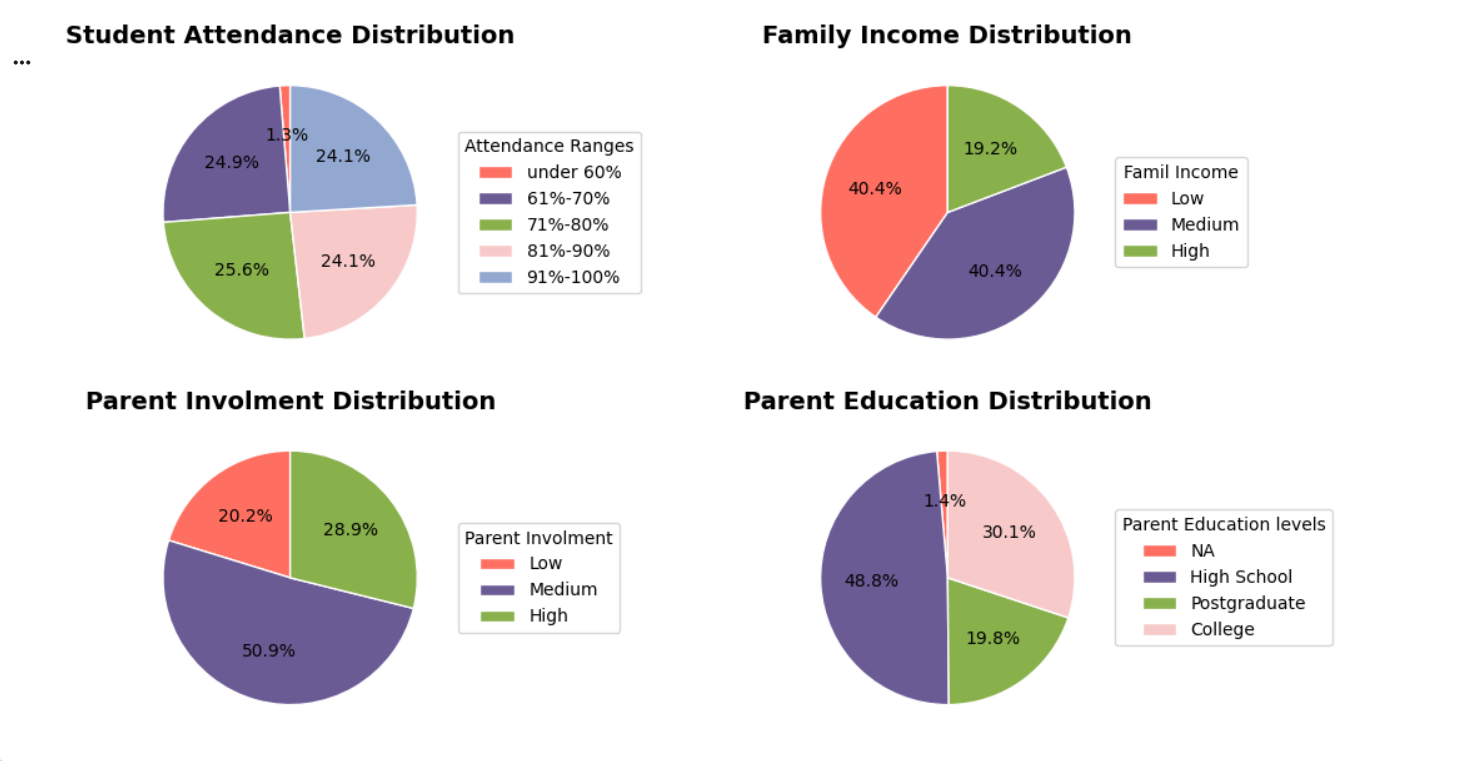 Student Attendance Distribution
...
1.3%
24.9%
24.1%
25.6%
24.1%
Attendance Ranges
under 60%
61%-70%
71%-80%
81%-90%
91%-100%
Family Income Distribution
19.2%
40.4%
40.4%
Famil Income
Low
Medium
High
Parent Involment Distribution
20.2%
28.9%
50.9%
Parent Involment
Low
Medium
High
Parent Education Distribution
1.4%
30.1%
48.8%
19.8%
Parent Education levels
NA
High School
Postgraduate
College